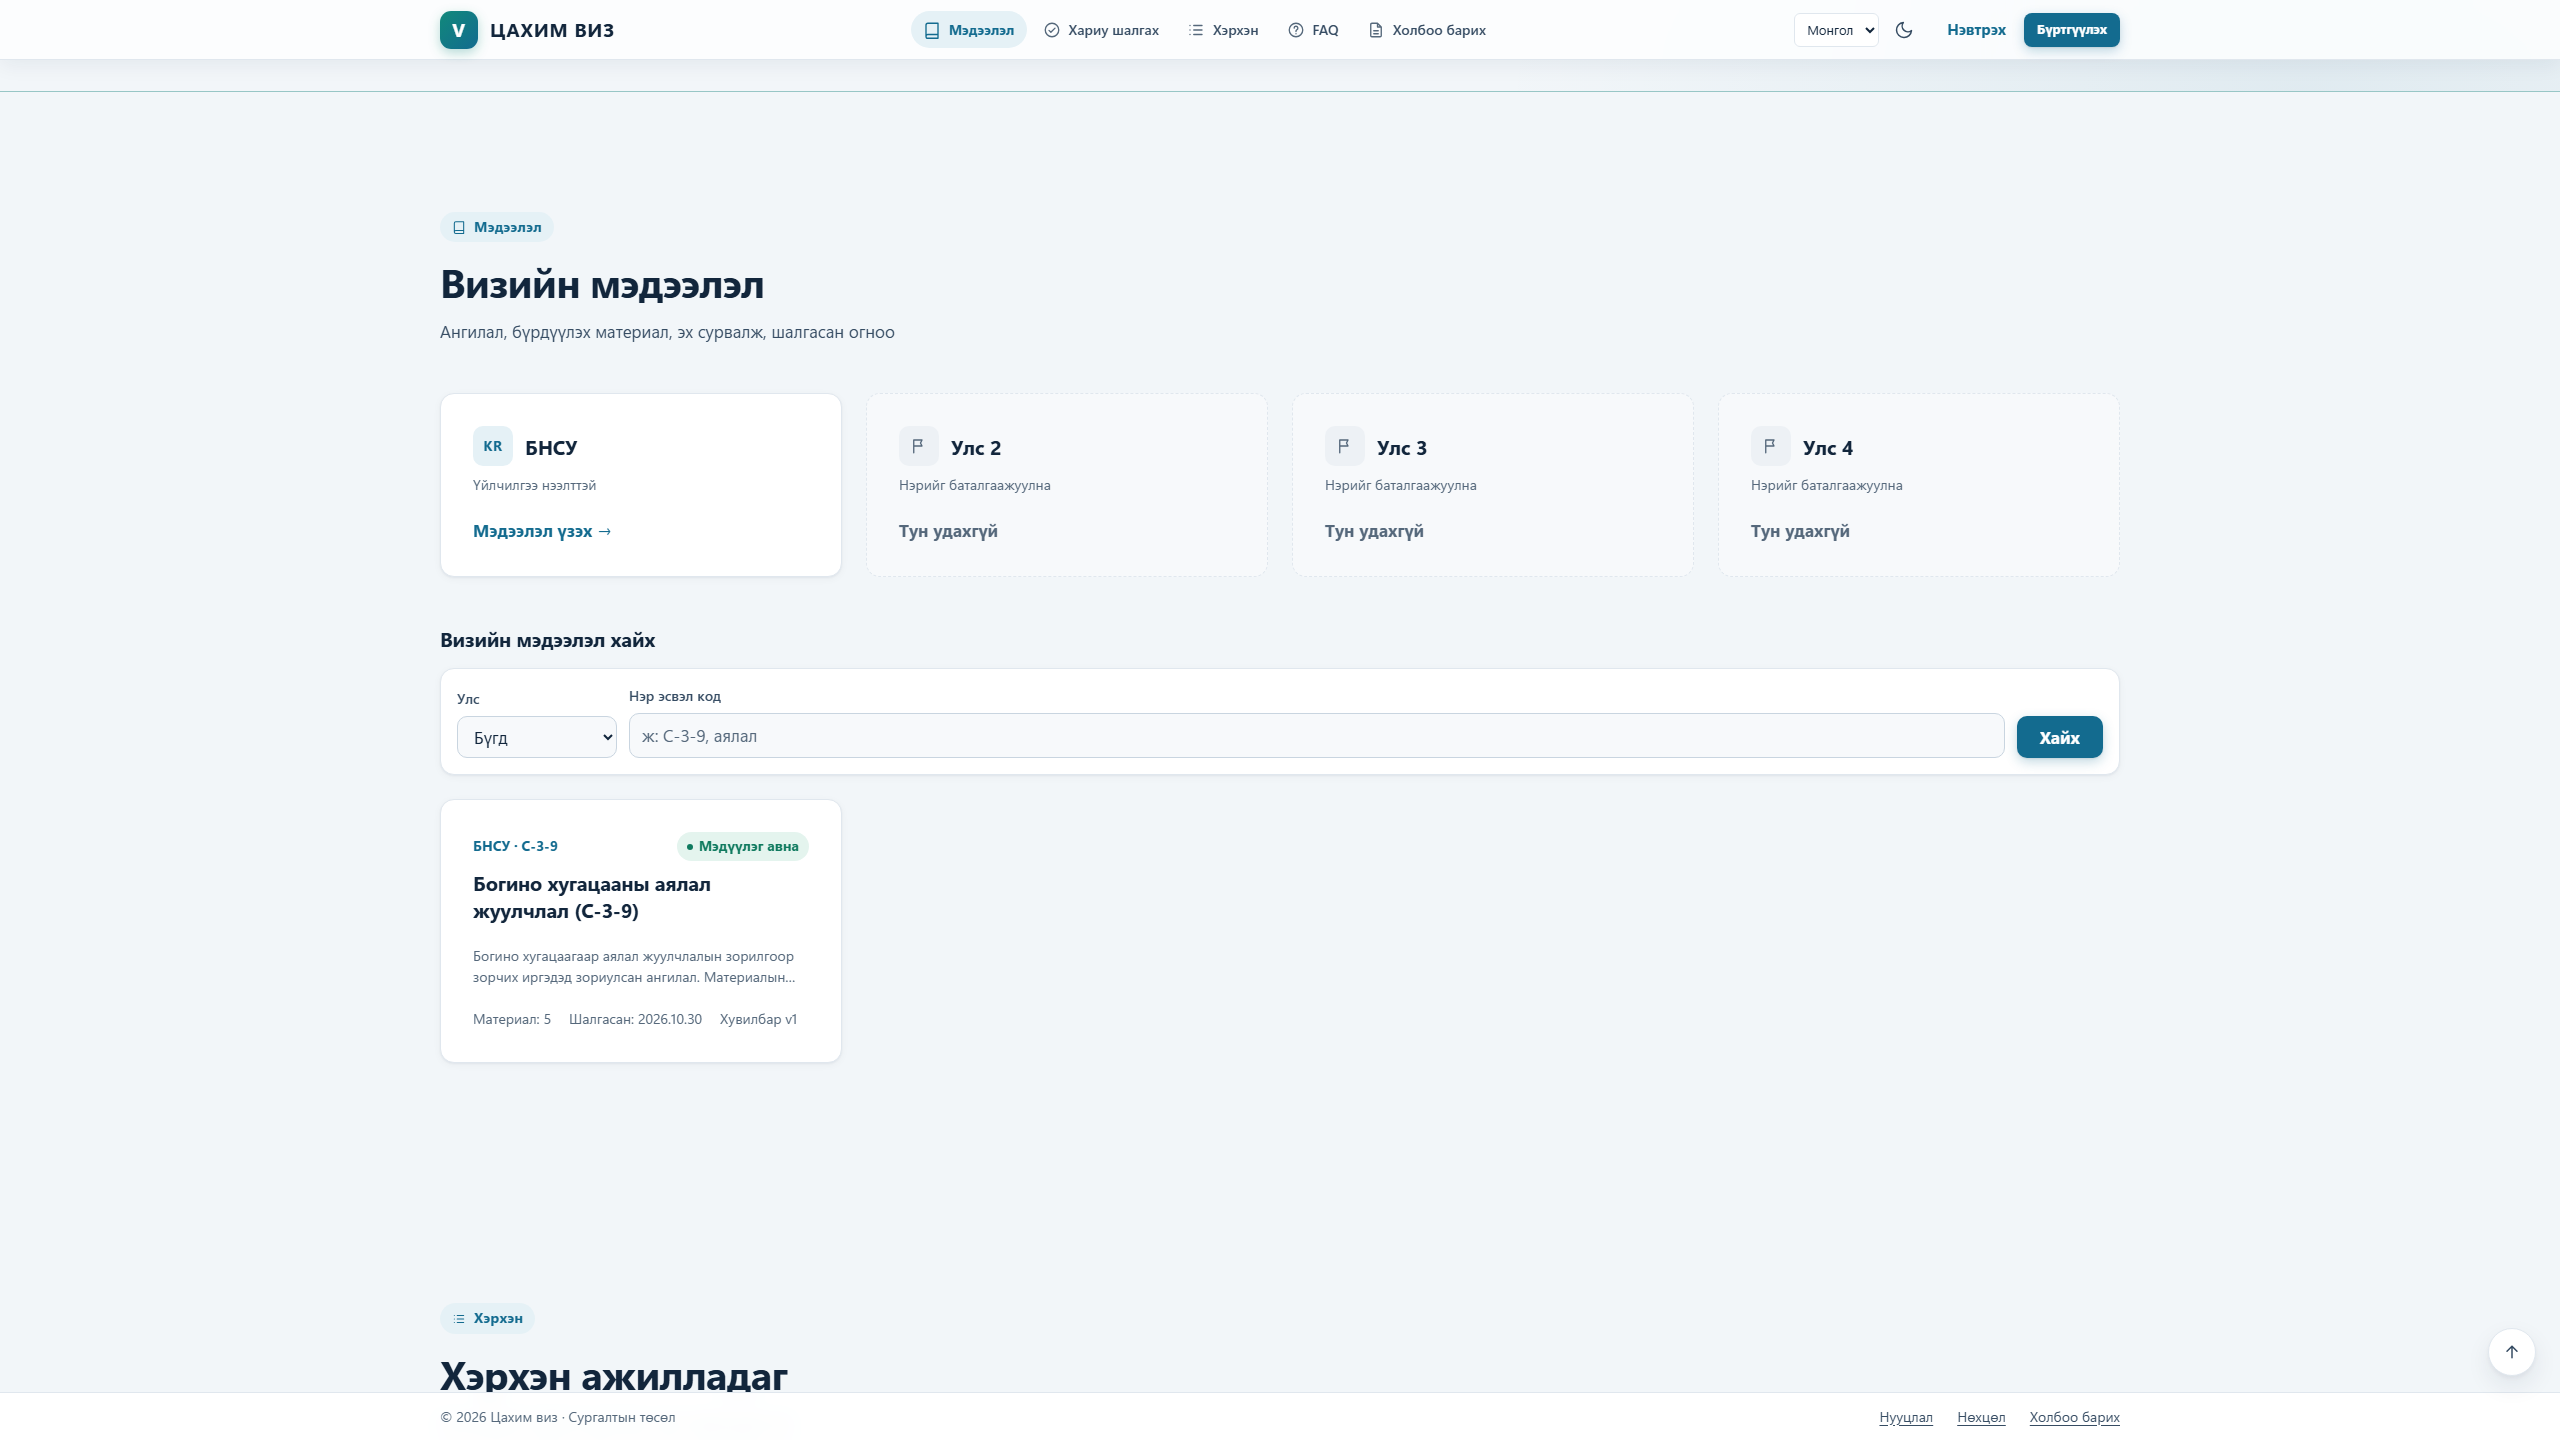 V ЦАХИМ ВИЗ
Мэдээлэл
Хариу шалгах
Хэрхэн
FAQ
Холбоо барих
Монгол
Нэвтрэх
Бүртгүүлэх
Мэдээлэл
Визийн мэдээлэл
Ангилал, бүрдүүлэх материал, эх сурвалж, шалгасан огноо
KR БНСУ
Үйлчилгээ нээлттэй
Мэдээлэл үзэх →
Улс 2
Нэрийг баталгаажуулна
Тун удахгүй
Улс 3
Нэрийг баталгаажуулна
Тун удахгүй
Улс 4
Нэрийг баталгаажуулна
Тун удахгүй
Визийн мэдээлэл хайх
Улс
Бүгд
Нэр эсвэл код
ж: C-3-9, аялал
Хайх
БНСУ · C-3-9
Мэдүүлэг авна
Богино хугацааны аялал
жуулчлал (C-3-9)
Богино хугацаагаар аялал жуулчлалын зорилгоор
зорчих иргэдэд зориулсан ангилал. Материалын...
Материал: 5 Шалгасан: 2026.10.30 Хувилбар v1
Хэрхэн
Хэрхэн ажилладаг
© 2026 Цахим виз · Сургалтын төсөл
Нууцлал
Нөхцөл
Холбоо барих